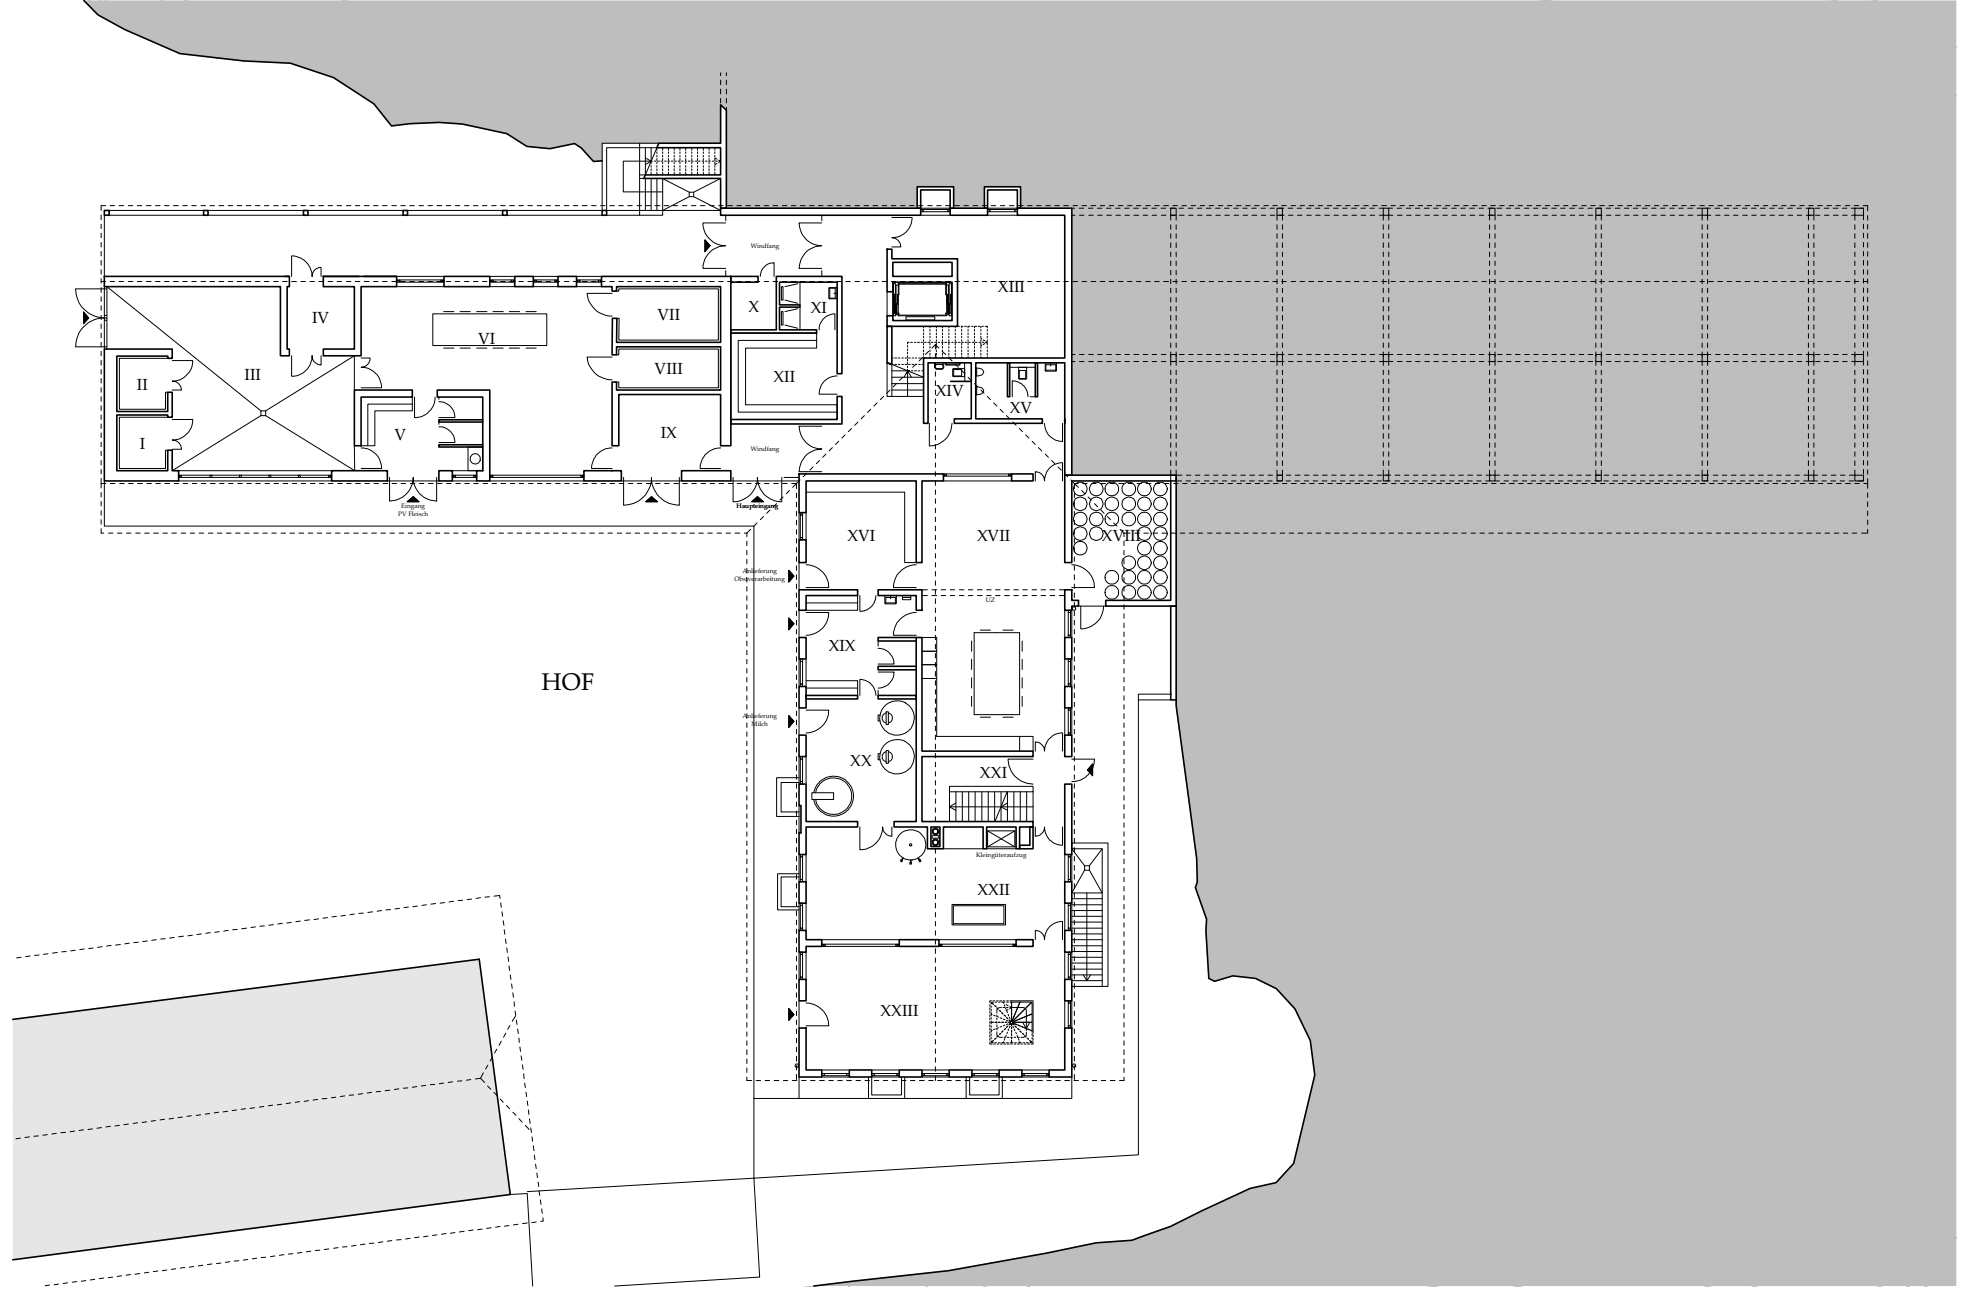 Windfang
XIII
X
XI
IV
VII
VI
VIII
III
II
XII
XIV
XV
V
IX
I
Windfang
Eingang
PV Fleisch
Haupteingang
XVI
XVII
XVIII
Anlieferung
Obstverarbeitung
UZ
XIX
HOF
Anlieferung
Milch
XX
XXI
Kleingüteraufzug
XXII
XXIII